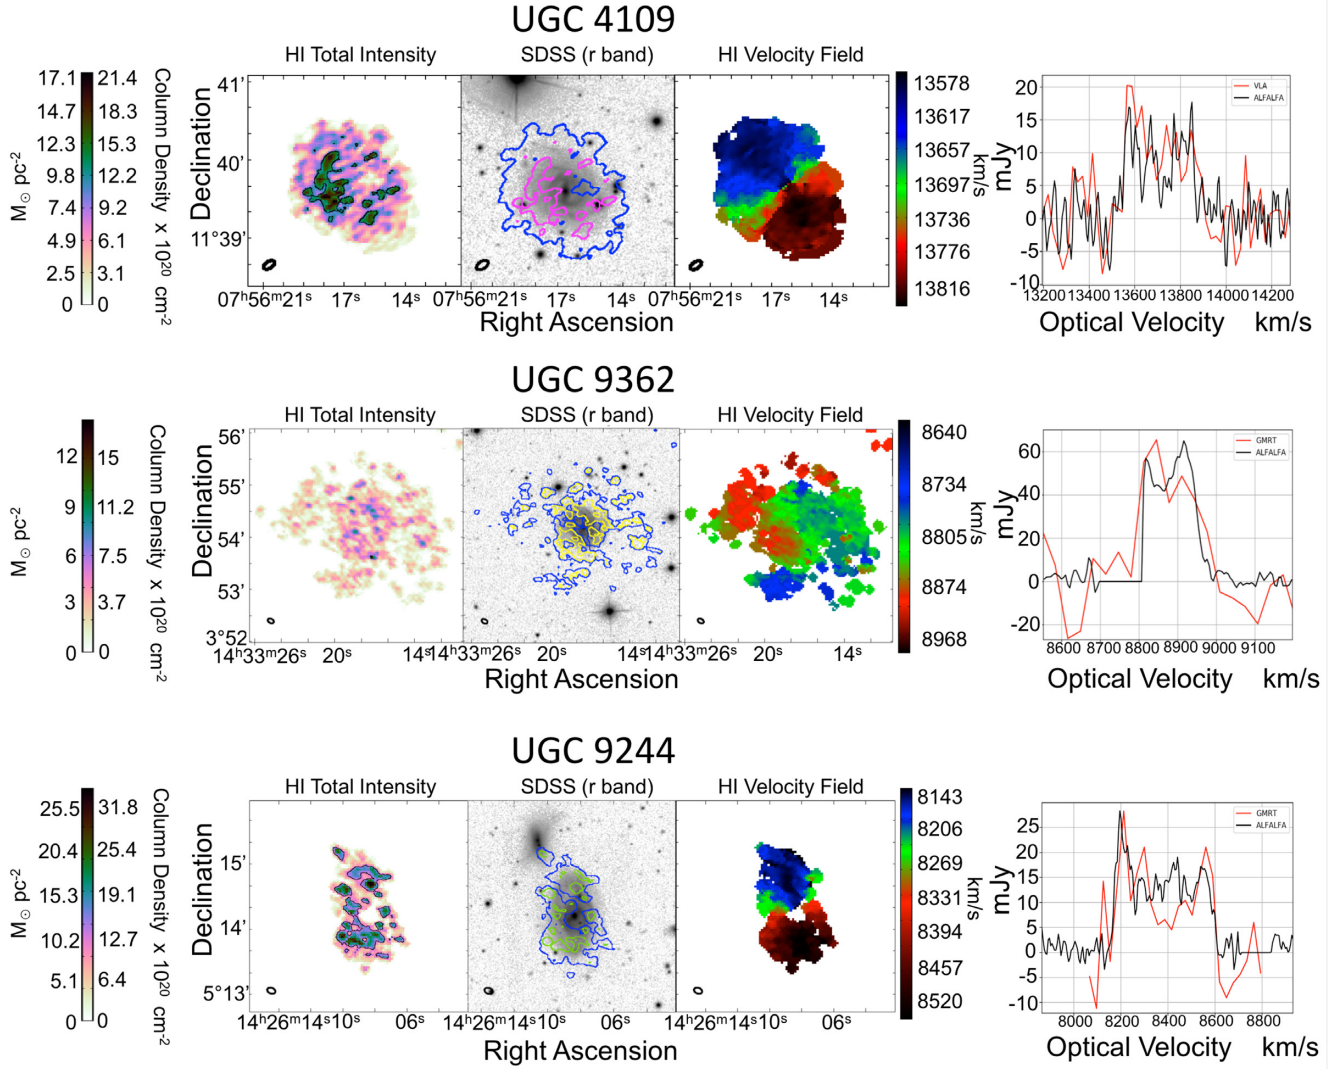 UGC 4109
HI Total Intensity SDSS (r band) HI Velocity Field
M☉ pc-2
17.1 21.4
14.7 18.3
12.3 15.3
9.8 12.2
7.4 9.2
4.9 6.1
2.5 3.1
0 0
Column Density x 10²⁰ cm-2
Declination
41'
40'
11°39'
07h56m21s 17s 14s 07h56m21s 17s 14s 07h56m21s 17s 14s
Right Ascension
13578
13617
13657
13697
13736
13776
13816
km/s
mJy
20
15
10
5
0
-5
-10
VLA
ALFALFA
13200 13400 13600 13800 14000 14200
Optical Velocity km/s
UGC 9362
HI Total Intensity SDSS (r band) HI Velocity Field
M☉ pc-2
12 15
9 11.2
6 7.5
3 3.7
0 0
Column Density x 10²⁰ cm-2
Declination
56'
55'
54'
53'
3°52
14h33m26s 20s 14s 14h33m26s 20s 14s 14h33m26s 20s 14s
Right Ascension
8640
8734
8805
8874
8968
km/s
mJy
60
40
20
0
-20
GMRT
ALFALFA
8600 8700 8800 8900 9000 9100
Optical Velocity km/s
UGC 9244
HI Total Intensity SDSS (r band) HI Velocity Field
M☉ pc-2
25.5 31.8
20.4 25.4
15.3 19.1
10.2 12.7
5.1 6.4
0 0
Column Density x 10²⁰ cm-2
Declination
15'
14'
5°13'
14h26m14s10s 06s 14h26m14s10s 06s 14h26m14s10s 06s
Right Ascension
8143
8206
8269
8331
8394
8457
8520
km/s
mJy
25
20
15
10
5
0
-5
-10
GMRT
ALFALFA
8000 8200 8400 8600 8800
Optical Velocity km/s